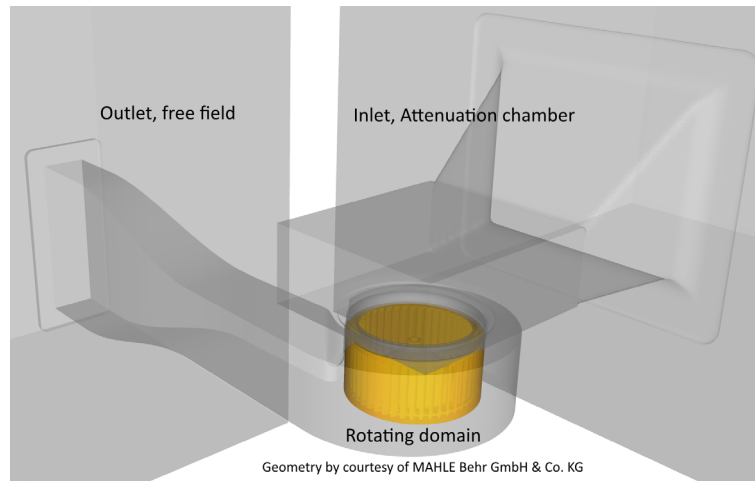 Outlet, free field
Inlet, Attenuation chamber
Rotating domain
Geometry by courtesy of MAHLE Behr GmbH & Co. KG